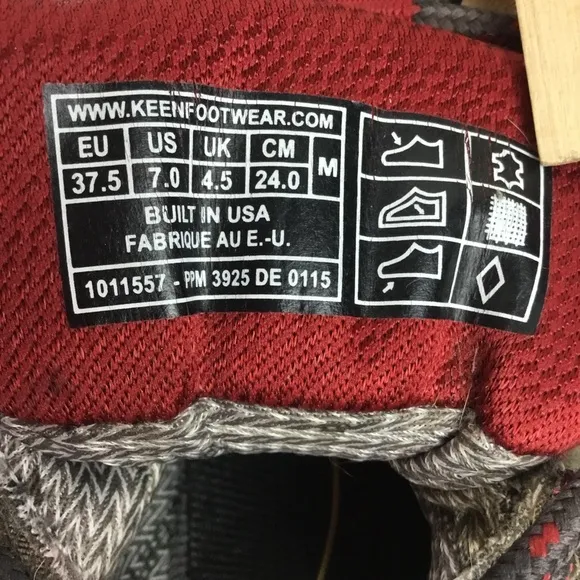 WWW.KEENFOOTWEAR.COM
EU US UK CM M
37.5 7.0 4.5 24.0
BUILT IN USA
FABRIQUE AU E.-U.
1011557 - PPM 3925 DE 0115